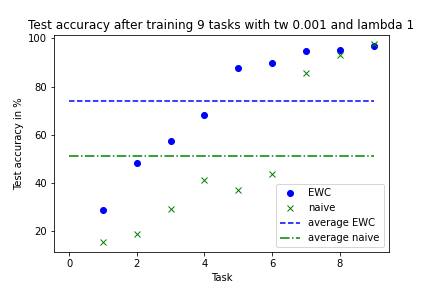 Test accuracy after training 9 tasks with tw 0.001 and lambda 1
100
80
60
40
20
Test accuracy in %
EWC
naive
average EWC
average naive
0 2 4 6 8
Task